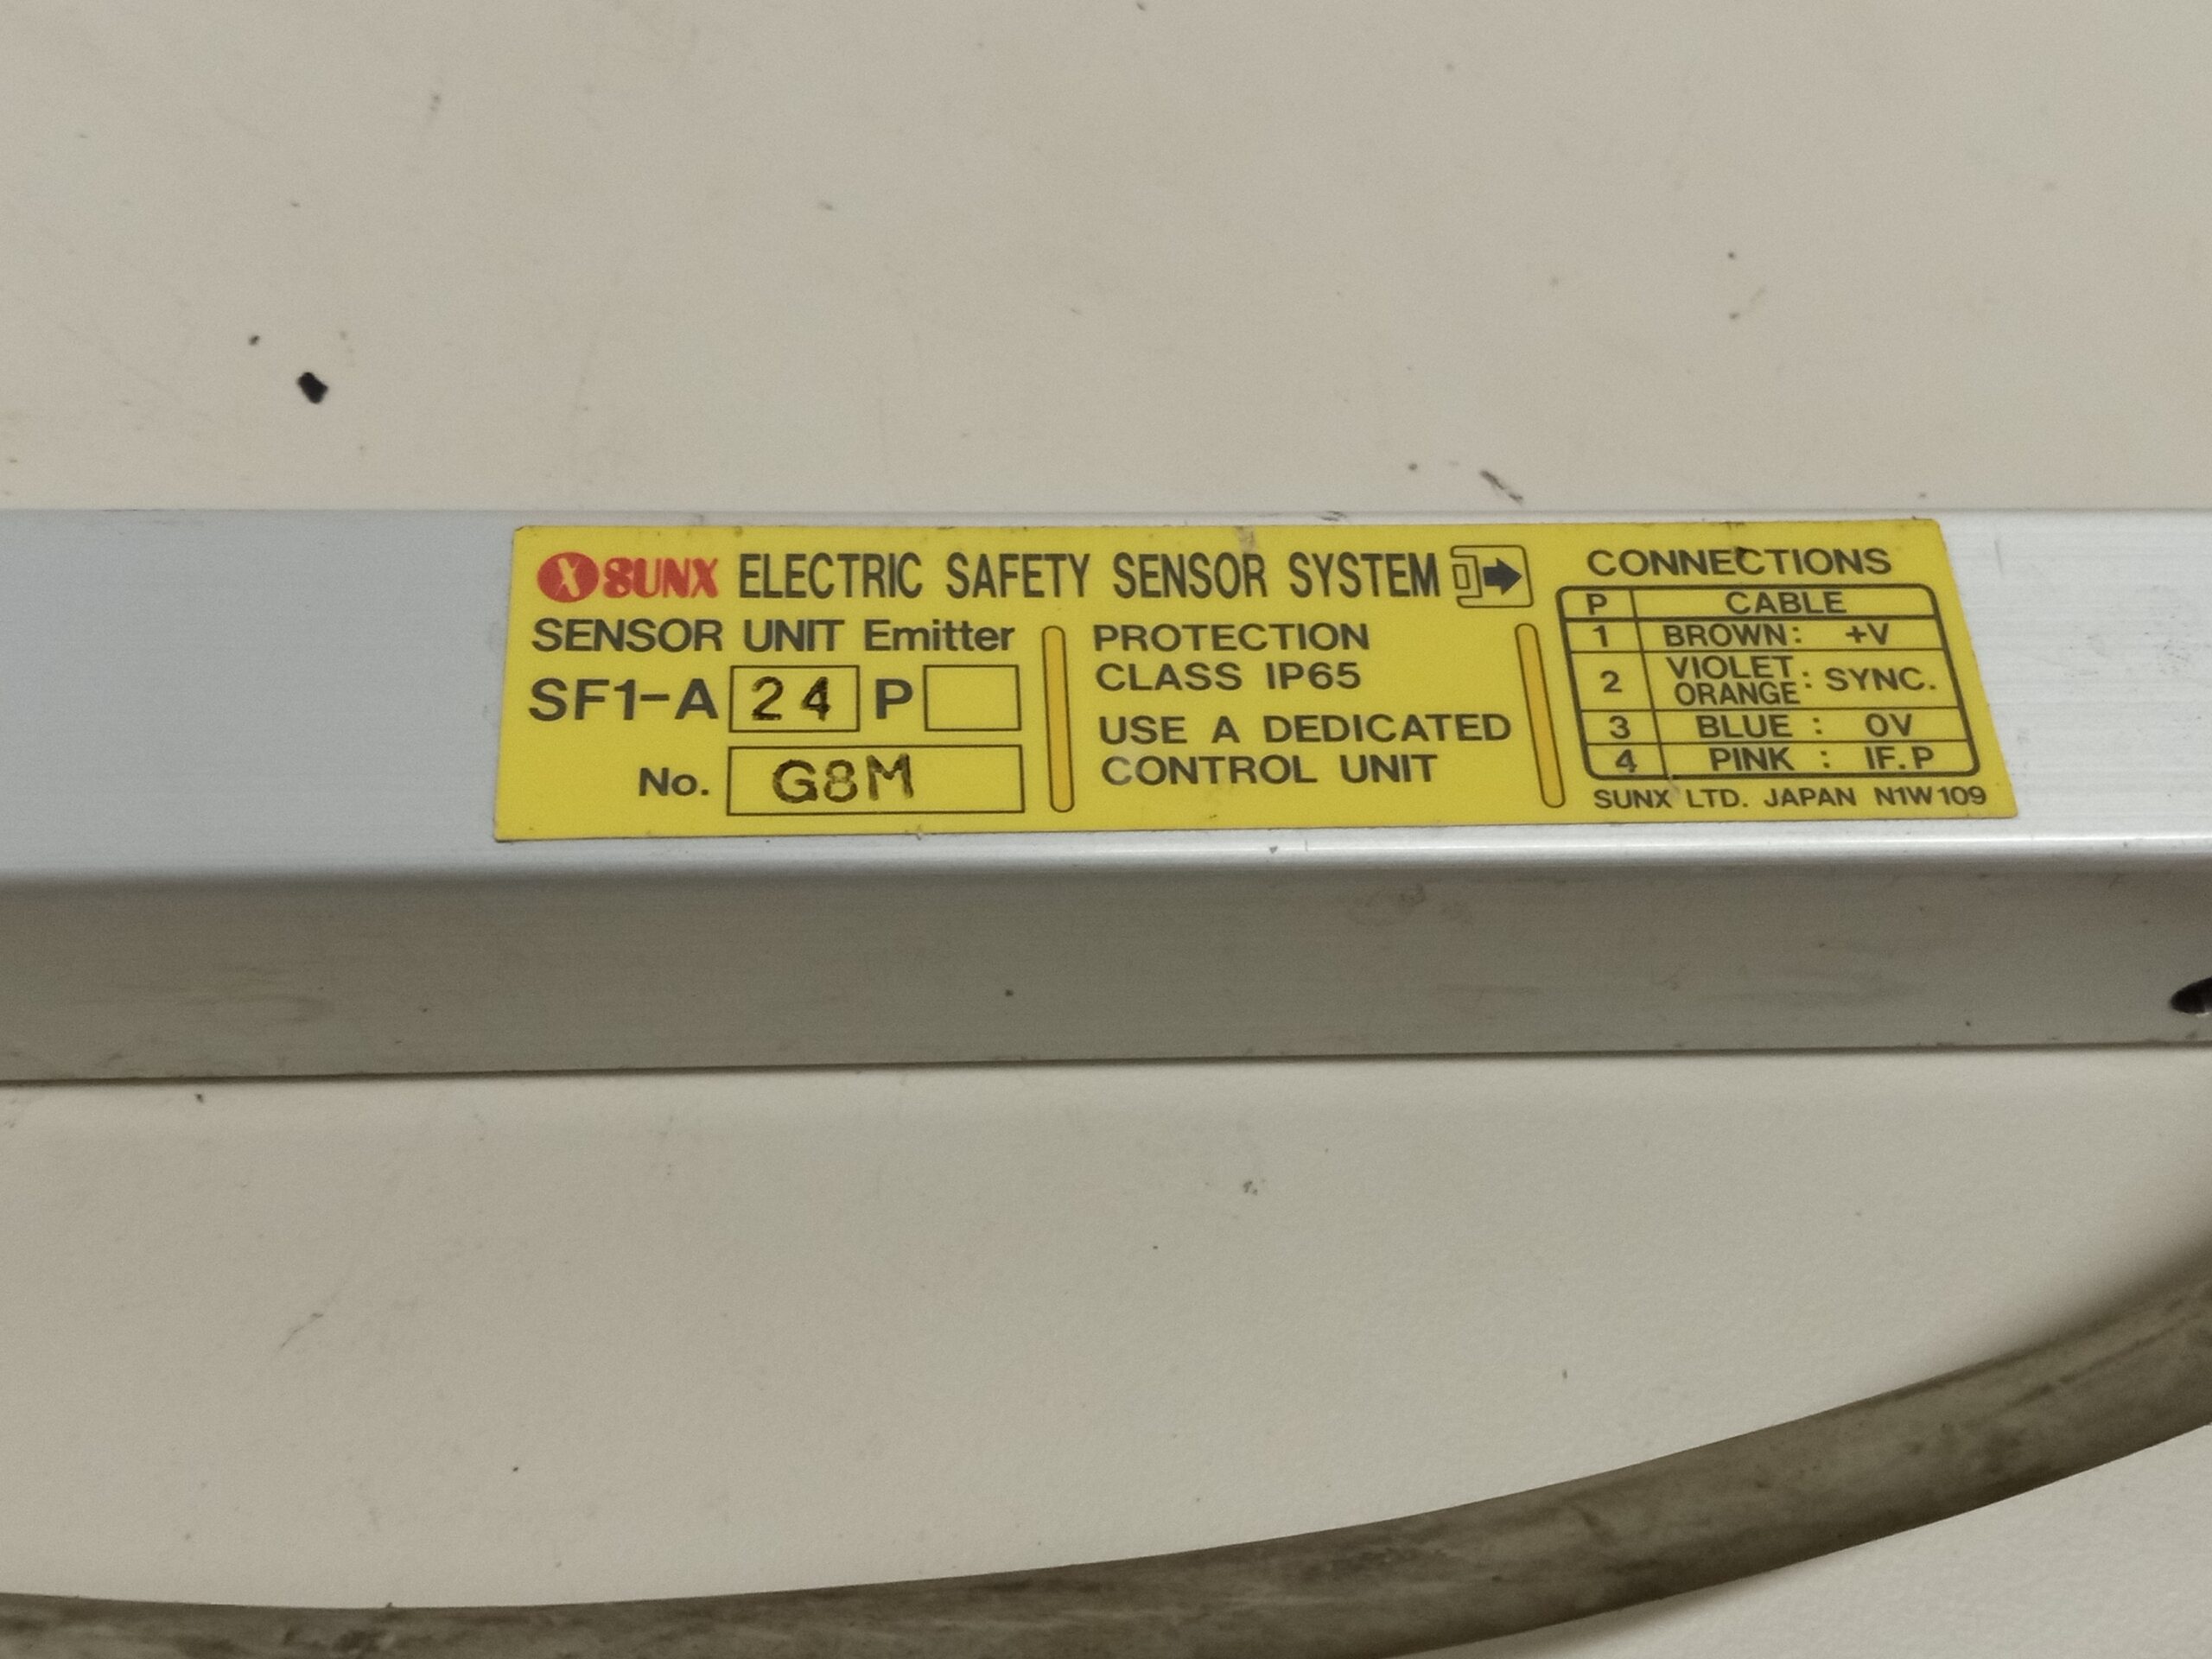 SUNX ELECTRIC SAFETY SENSOR SYSTEM
SENSOR UNIT Emitter
SF1-A 24 P
No. G8M
PROTECTION
CLASS IP65
USE A DEDICATED
CONTROL UNIT
CONNECTIONS
P CABLE
1 BROWN: +V
2 VIOLET ORANGE: SYNC.
3 BLUE : 0V
4 PINK : IF.P
SUNX LTD. JAPAN N1W109